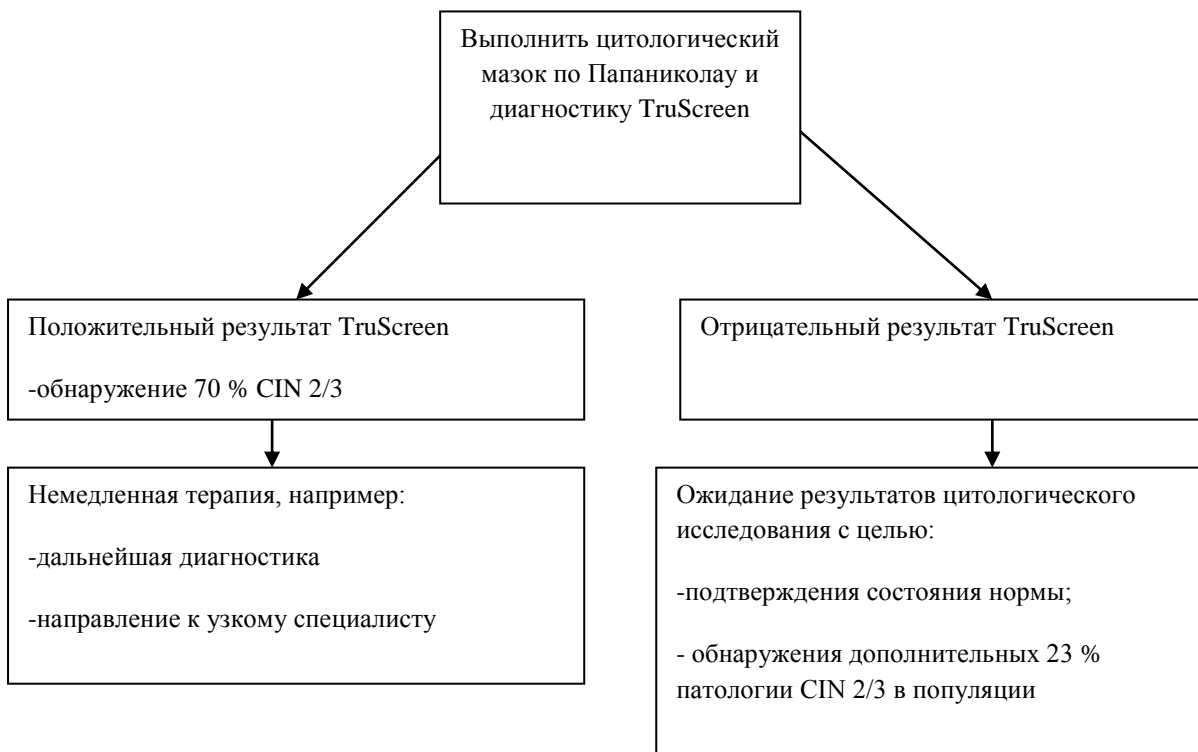 Выполнить цитологический
мазок по Папаниколау и
диагностику TruScreen
Положительный результат TruScreen
-обнаружение 70 % CIN 2/3
Отрицательный результат TruScreen
Немедленная терапия, например:
-дальнейшая диагностика
-направление к узкому специалисту
Ожидание результатов цитологического
исследования с целью:
-подтверждения состояния нормы;
- обнаружения дополнительных 23 %
патологии CIN 2/3 в популяции